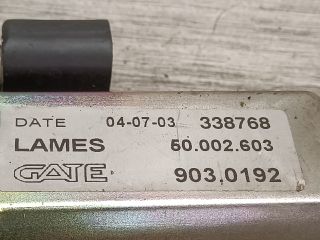 DATE 04-07-03 338768
LAMES 50.002.603
GATE 903.0192